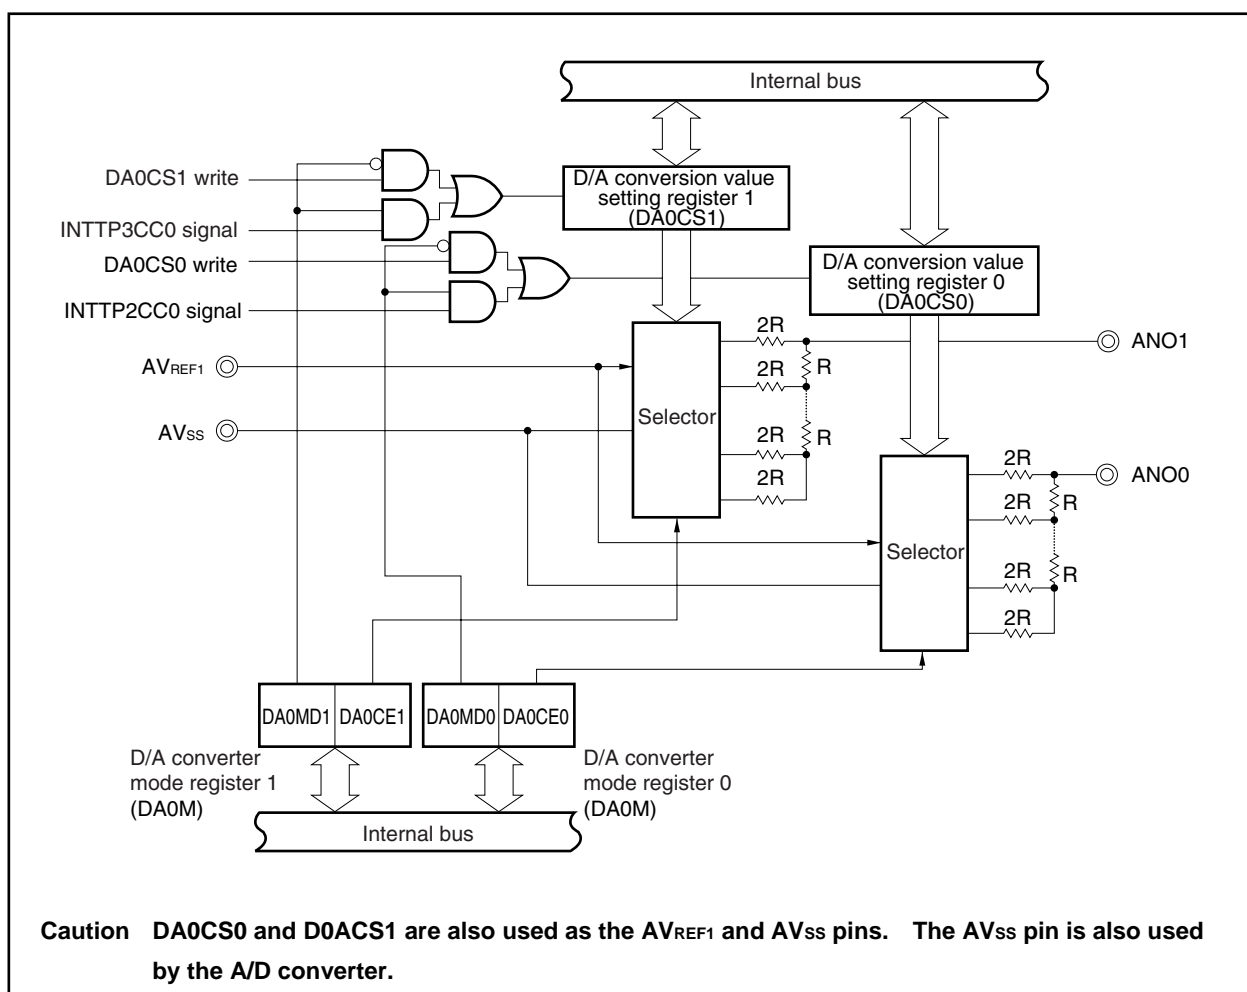 Internal bus
DA0CS1 write
INTTP3CC0 signal
DA0CS0 write
INTTP2CC0 signal
D/A conversion value
setting register 1
(DA0CS1)
D/A conversion value
setting register 0
(DA0CS0)
AVREF1
AVSS
Selector
2R
R
2R
2R
R
2R
ANO1
Selector
2R
R
2R
2R
R
2R
ANO0
DA0MD1
DA0CE1
DA0MD0
DA0CE0
D/A converter
mode register 1
(DA0M)
D/A converter
mode register 0
(DA0M)
Internal bus
Caution DA0CS0 and D0ACS1 are also used as the AVREF1 and AVSS pins. The AVSS pin is also used
by the A/D converter.